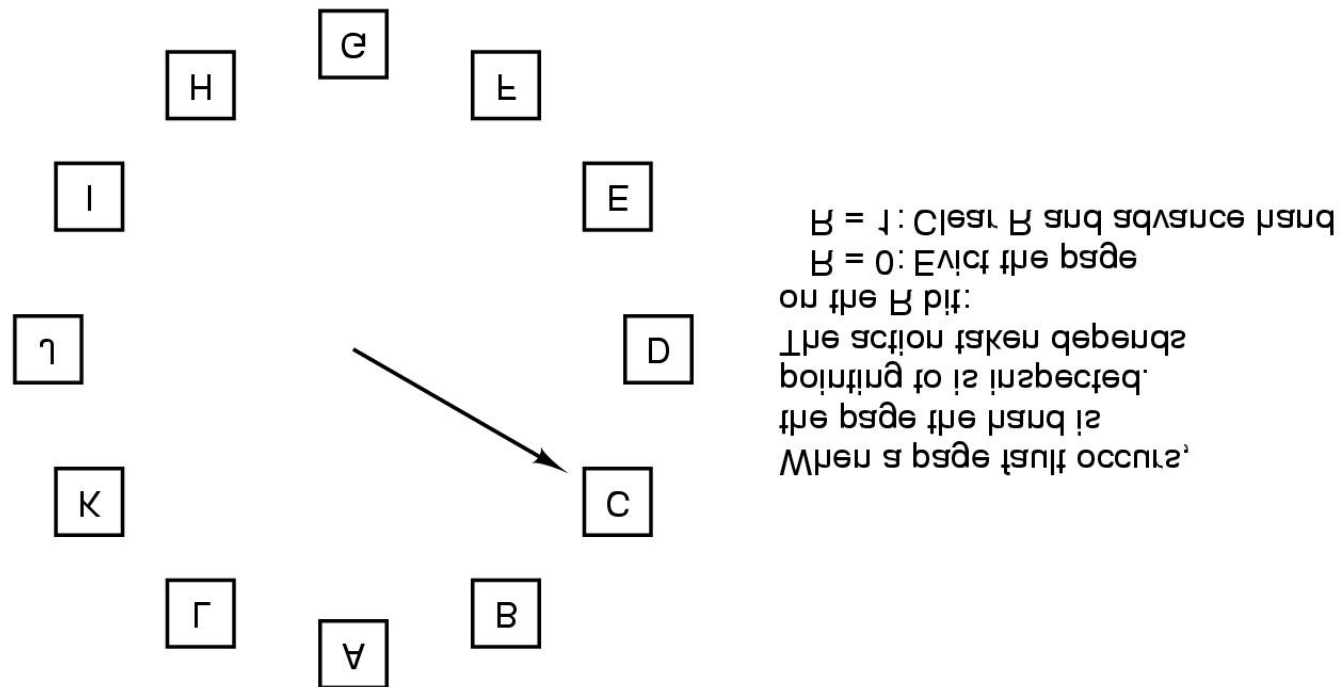 A
L
B
K
C
J
D
I
E
H
F
G
When a page fault occurs,
the page the hand is
pointing to is inspected.
The action taken depends
on the R bit:
R = 0: Evict the page
R = 1: Clear R and advance hand